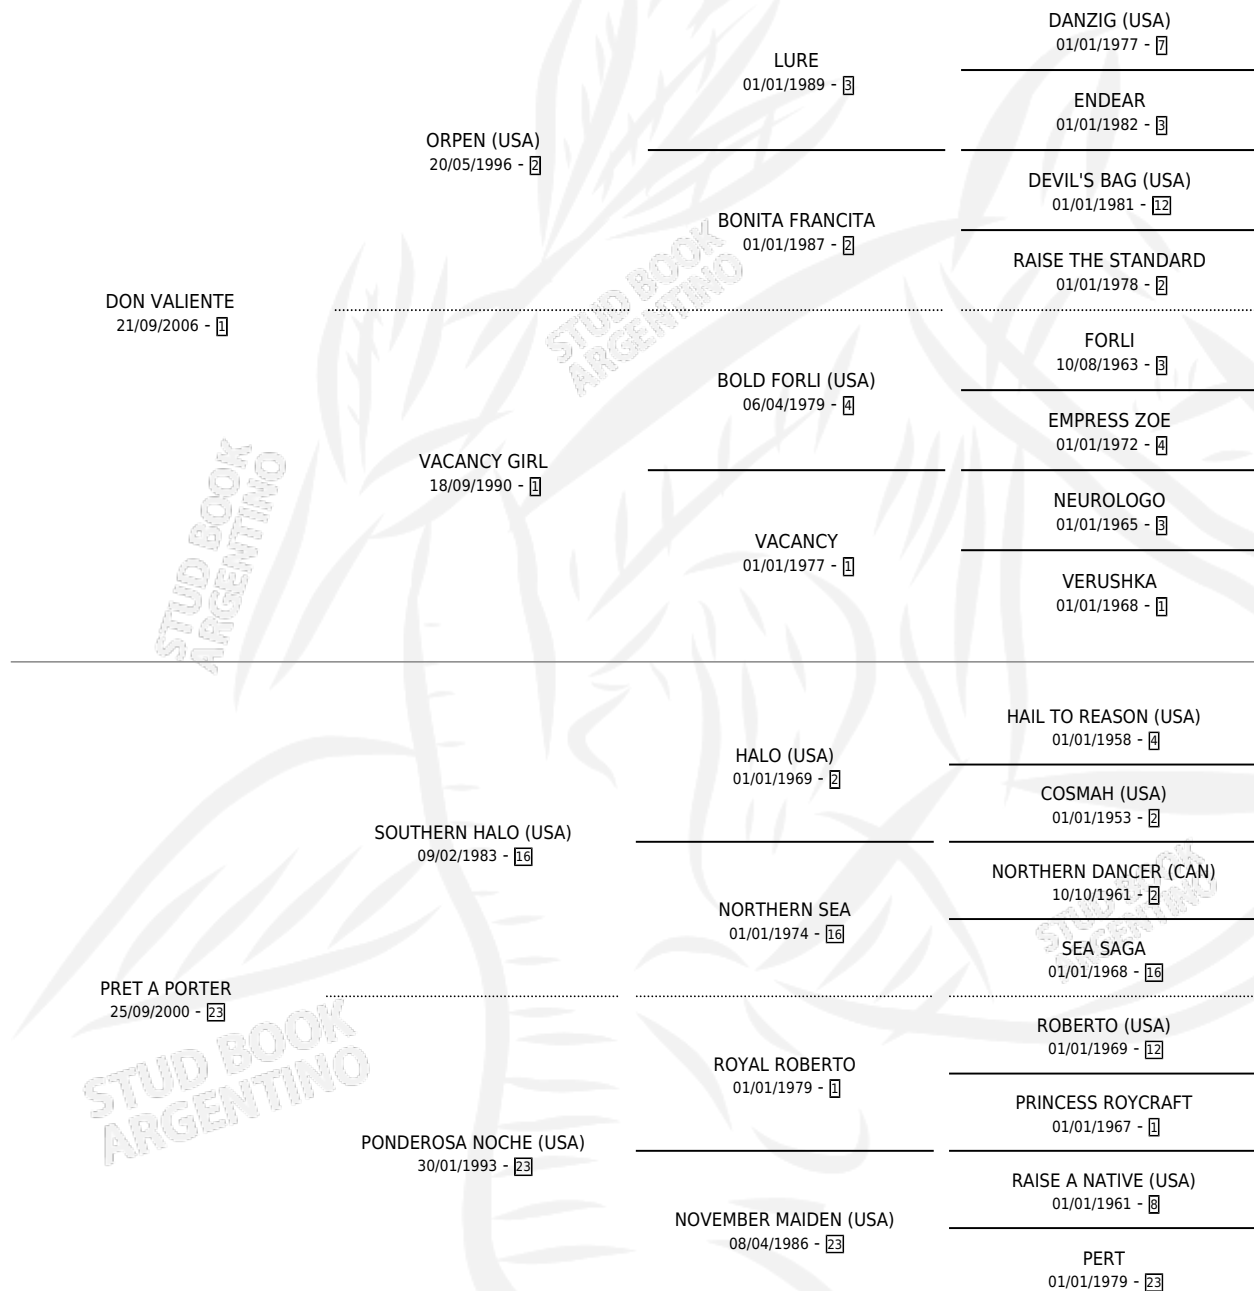 DANZIG (USA)
01/01/1977 - 7
LURE
01/01/1989 - 3
ENDEAR
01/01/1982 - 3
ORPEN (USA)
20/05/1996 - 2
DEVIL'S BAG (USA)
01/01/1981 - 12
BONITA FRANCITA
01/01/1987 - 2
RAISE THE STANDARD
01/01/1978 - 2
DON VALIENTE
21/09/2006 - 1
FORLI
10/08/1963 - 3
BOLD FORLI (USA)
06/04/1979 - 4
EMPRESS ZOE
01/01/1972 - 4
VACANCY GIRL
18/09/1990 - 1
NEUROLOGO
01/01/1965 - 3
VACANCY
01/01/1977 - 1
VERUSHKA
01/01/1968 - 1
STUD BOOK
ARGENTINO
STUD BOOK
ARGENTINO
HAIL TO REASON (USA)
01/01/1958 - 4
HALO (USA)
01/01/1969 - 2
COSMAH (USA)
01/01/1953 - 2
SOUTHERN HALO (USA)
09/02/1983 - 16
NORTHERN DANCER (CAN)
10/10/1961 - 2
NORTHERN SEA
01/01/1974 - 16
SEA SAGA
01/01/1968 - 16
STUD BOOK
ARGENTINO
PRET A PORTER
25/09/2000 - 23
ROBERTO (USA)
01/01/1969 - 12
ROYAL ROBERTO
01/01/1979 - 1
PRINCESS ROYCRAFT
01/01/1967 - 1
STUD BOOK
ARGENTINO
PONDEROSA NOCHE (USA)
30/01/1993 - 23
RAISE A NATIVE (USA)
01/01/1961 - 8
NOVEMBER MAIDEN (USA)
08/04/1986 - 23
PERT
01/01/1979 - 23